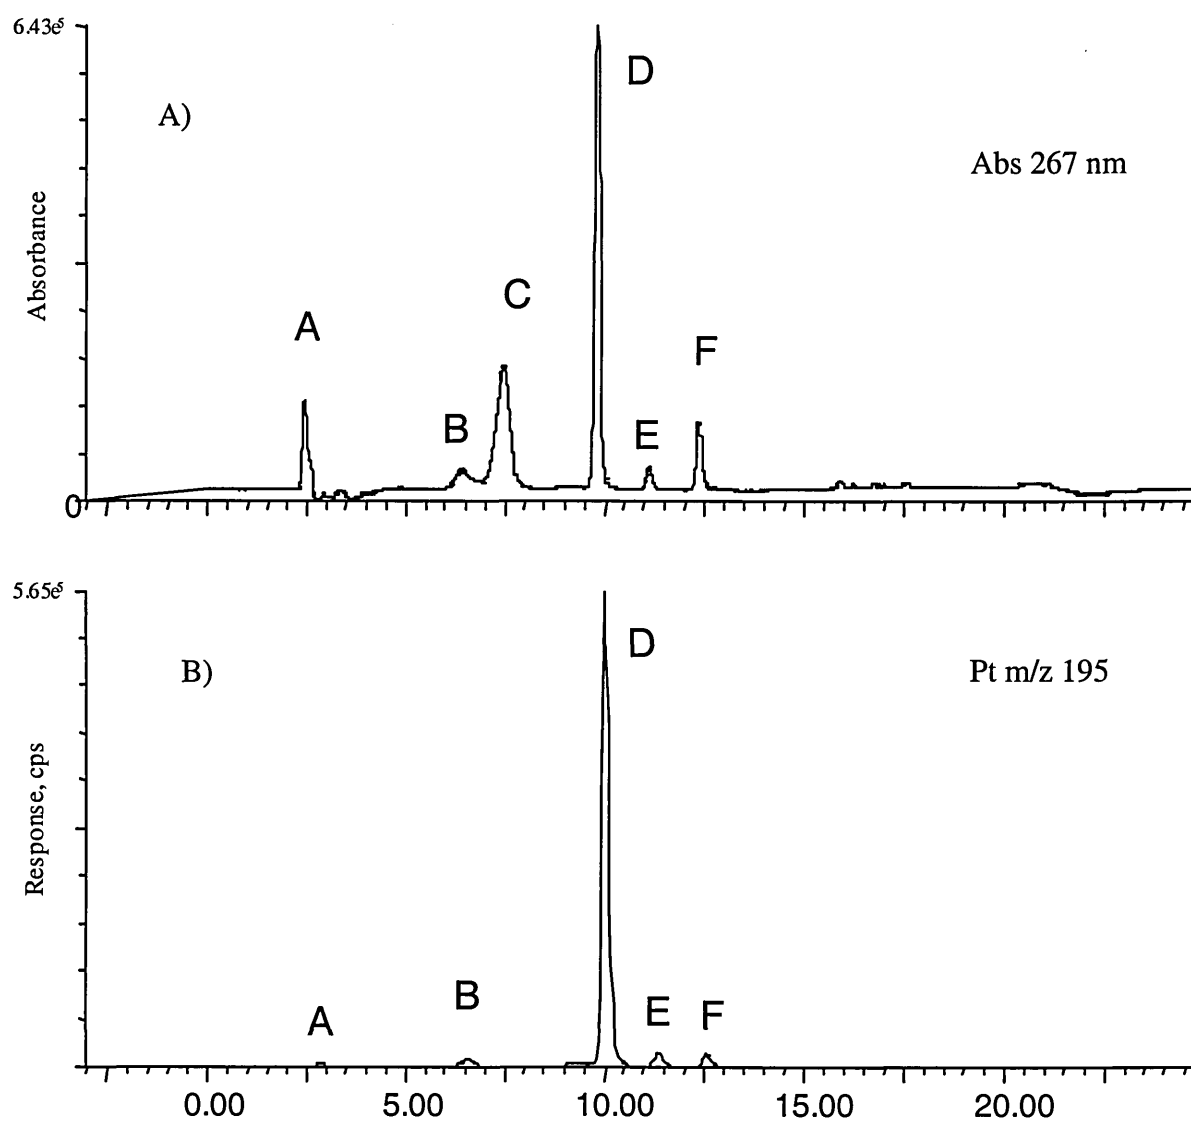 6.43e⁵
A)
D
Abs 267 nm
Absorbance
A
B
C
E
F
0
5.65e⁵
B)
D
Pt m/z 195
Response, cps
A
B
E
F
0.00 5.00 10.00 15.00 20.00